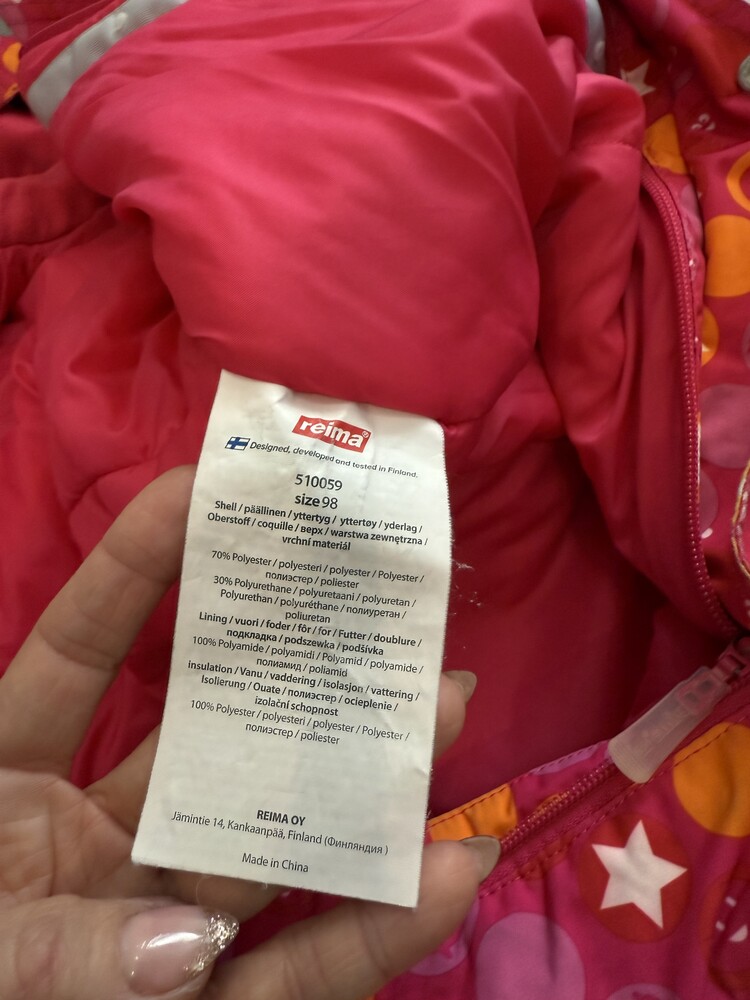 reima®
Designed, developed and tested in Finland.
510059
size 98
Shell / päällinen / yttertyg / yttertøy / yderlag /
Oberstoff / coquille / верх / warstwa zewnętrzna /
vrchní materiál
70% Polyester / polyesteri / polyester / Polyester /
полиэстер / poliester
30% Polyurethane / polyuretaani / polyuretan /
Polyurethan / polyuréthane / полиуретан /
poliuretan
Lining / vuori / foder / fôr / for / Futter / doublure /
подкладка / podszewka / podšívka
100% Polyamide / polyamidi / Polyamid / polyamide /
полиамид / poliamid
insulation / Vanu / vaddering / isolasjon / vattering /
Isolierung / Ouate / полиэстер / ocieplenie /
izolační schopnost
100% Polyester / polyesteri / polyester / Polyester /
полиэстер / poliester
REIMA OY
Jämintie 14, Kankaanpää, Finland (Финляндия )
Made in China